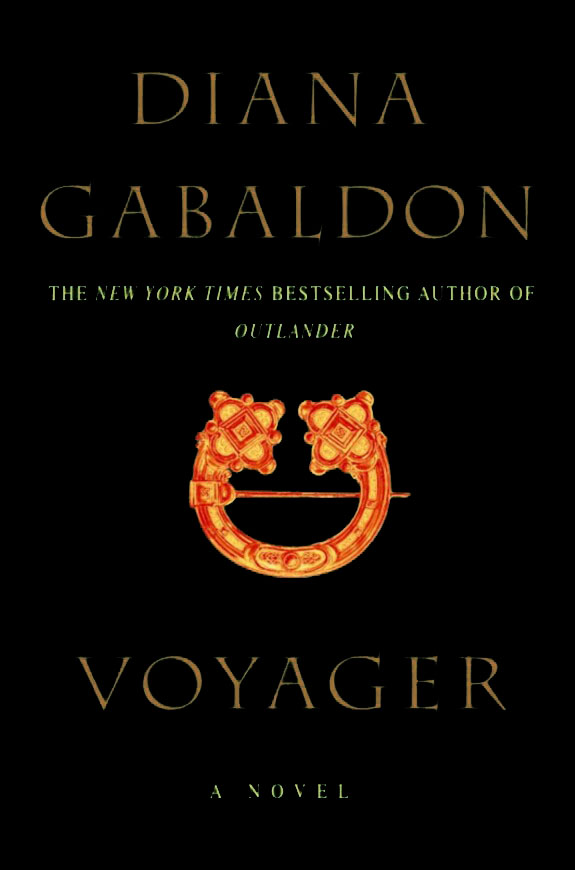 DIANA
GABALDON
THE NEW YORK TIMES BESTSELLING AUTHOR OF
OUTLANDER
VOYAGER
A NOVEL